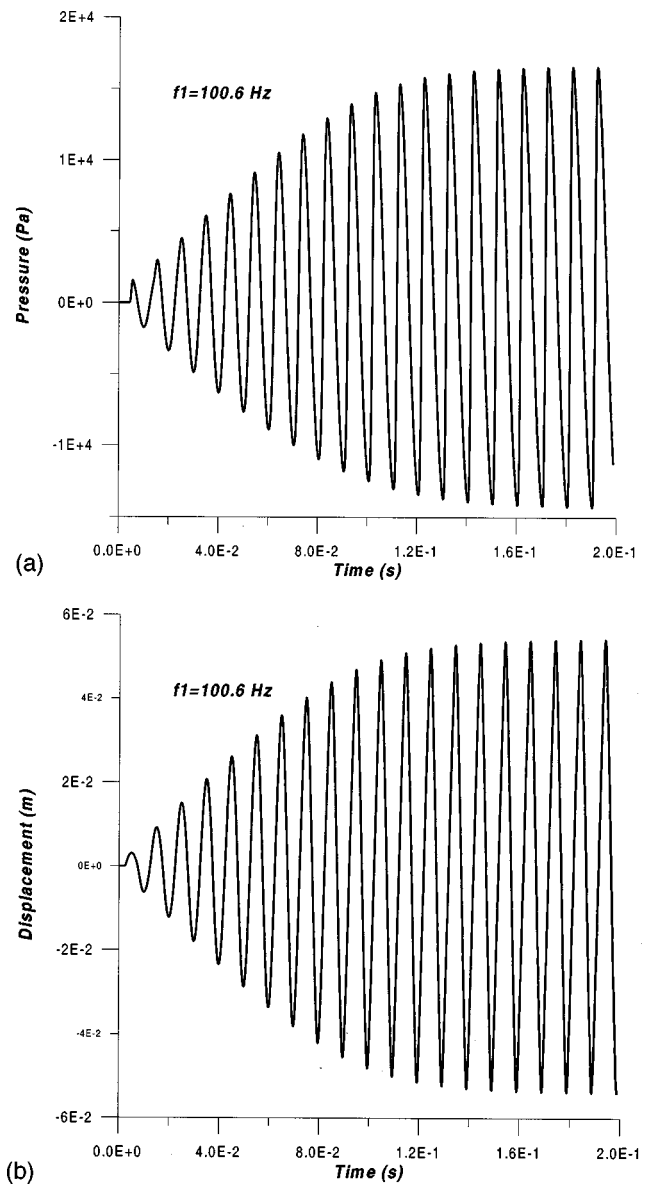 2E+4
f1=100.6 Hz
1E+4
Pressure (Pa)
0E+0
-1E+4
0.0E+0 4.0E-2 8.0E-2 1.2E-1 1.6E-1 2.0E-1
(a)
Time (s)
6E-2
f1=100.6 Hz
4E-2
2E-2
Displacement (m)
0E+0
-2E-2
-4E-2
-6E-2
0.0E+0 4.0E-2 8.0E-2 1.2E-1 1.6E-1 2.0E-1
(b)
Time (s)